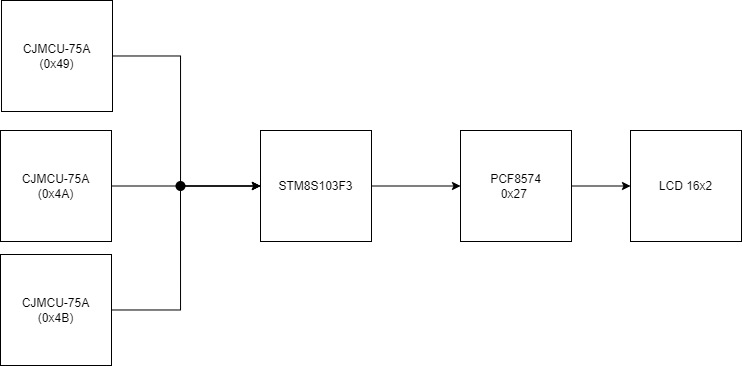 CJMCU-75A
(0x49)
CJMCU-75A
(0x4A)
CJMCU-75A
(0x4B)
STM8S103F3
PCF8574
0x27
LCD 16x2